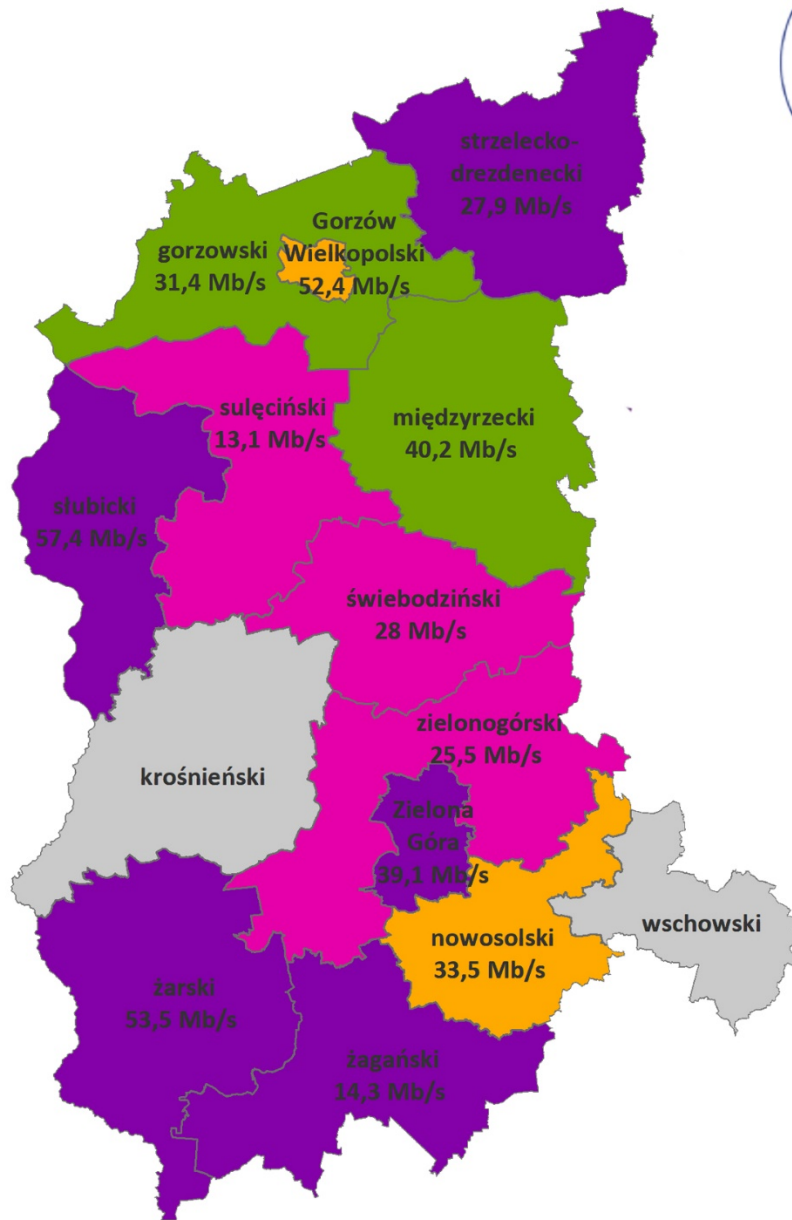 strzelecko-
drezdenecki
27,9 Mb/s
Gorzów
Wielkopolski
52,4 Mb/s
gorzowski
31,4 Mb/s
sulęciński
13,1 Mb/s
międzyrzecki
40,2 Mb/s
słubicki
57,4 Mb/s
świebodziński
28 Mb/s
zielonogórski
25,5 Mb/s
krośnieński
Zielona
Góra
39,1 Mb/s
wschowski
nowosolski
33,5 Mb/s
żarski
53,5 Mb/s
żagański
14,3 Mb/s